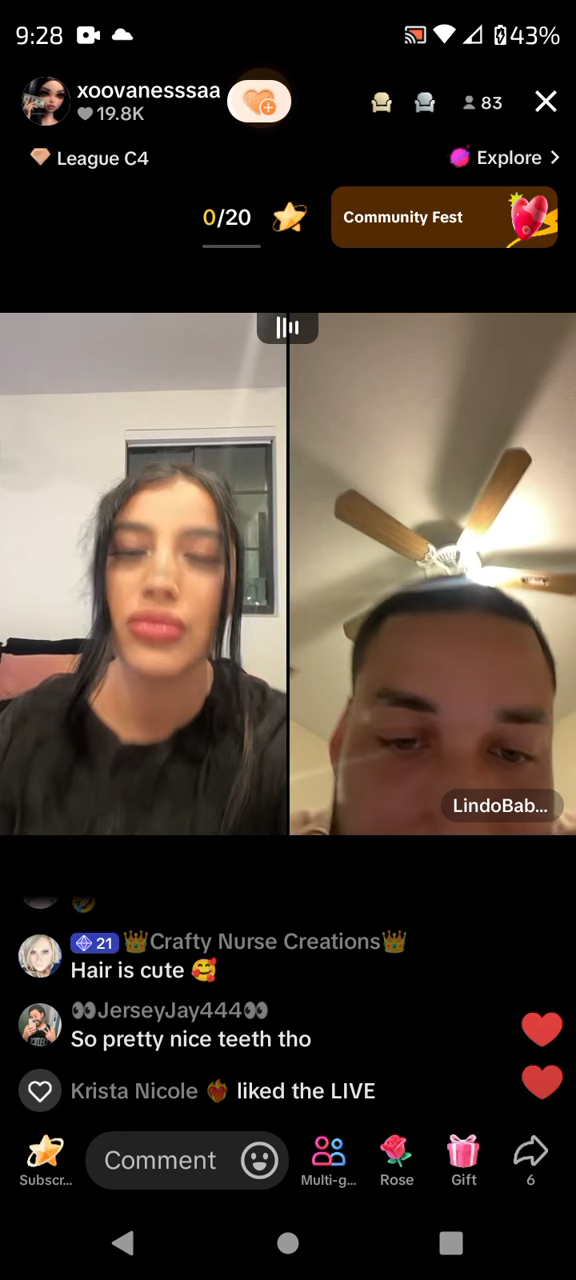 9:28
43%
xoovanesssaa
19.8K
83
League C4
Explore
0/20
Community Fest
LindoBab...
21 👑Crafty Nurse Creations👑
Hair is cute 🥰
👀JerseyJay444👀
So pretty nice teeth tho
Krista Nicole ❤️‍🔥 liked the LIVE
Comment
Subscr...
Multi-g...
Rose
Gift
6